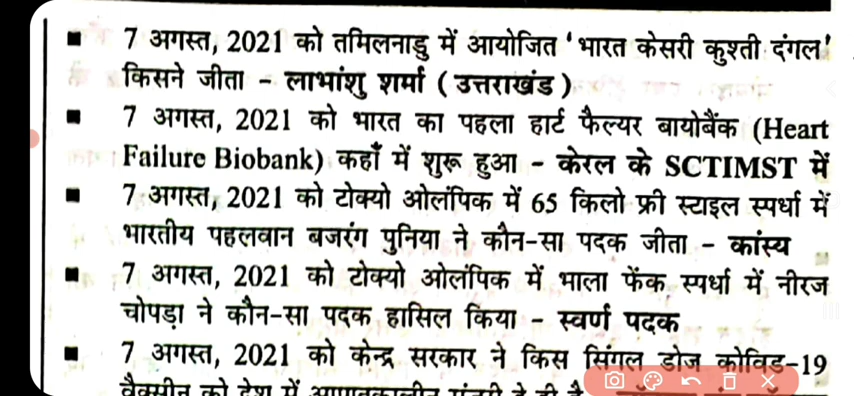 ■ 7 अगस्त, 2021 को तमिलनाडु में आयोजित 'भारत केसरी कुश्ती दंगल'
किसने जीता - लाभांशु शर्मा (उत्तराखंड)
■ 7 अगस्त, 2021 को भारत का पहला हार्ट फैल्यर बायोबैंक (Heart
Failure Biobank) कहाँ में शुरू हुआ - केरल के SCTIMST में
■ 7 अगस्त, 2021 को टोक्यो ओलंपिक में 65 किलो फ्री स्टाइल स्पर्धा में
भारतीय पहलवान बजरंग पुनिया ने कौन-सा पदक जीता - कांस्य
■ 7 अगस्त, 2021 को टोक्यो ओलंपिक में भाला फेंक स्पर्धा में नीरज
चोपड़ा ने कौन-सा पदक हासिल किया - स्वर्ण पदक
■ 7 अगस्त, 2021 को केन्द्र सरकार ने किस सिंगल डोज कोविड-19
वैक्सीन को देश में आपातकालीन मंजूरी दे दी है